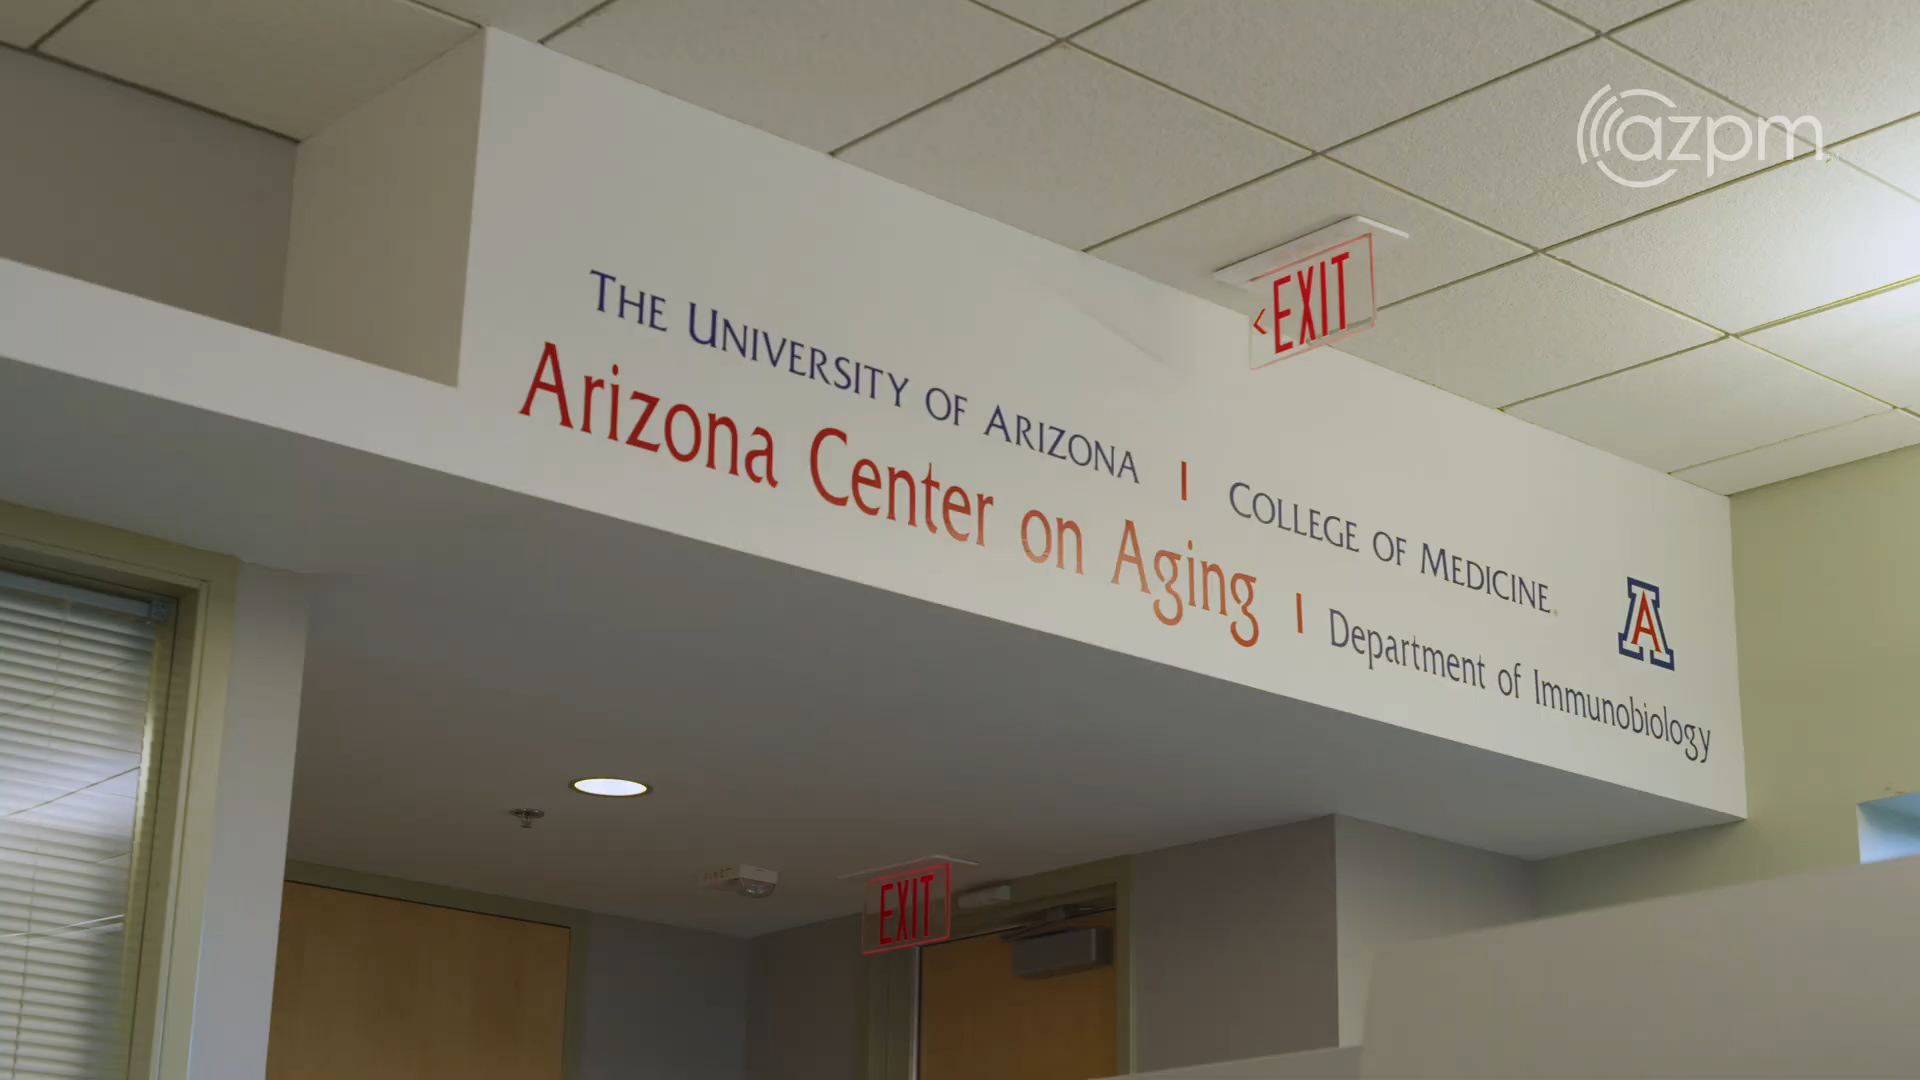 azpm
<EXIT
THE UNIVERSITY OF ARIZONA | COLLEGE OF MEDICINE
Arizona Center on Aging | Department of Immunobiology
A
EXIT